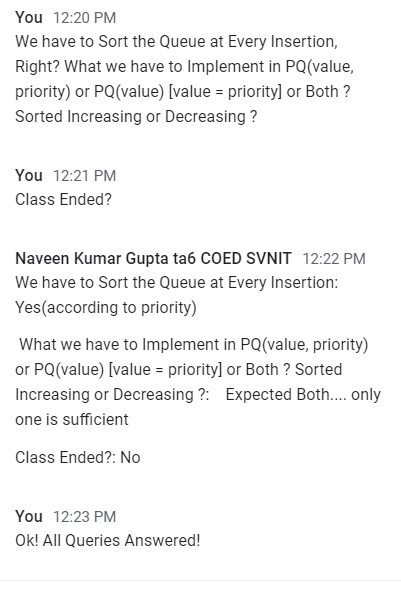 You 12:20 PM
We have to Sort the Queue at Every Insertion,
Right? What we have to Implement in PQ(value,
priority) or PQ(value) [value = priority] or Both ?
Sorted Increasing or Decreasing ?
You 12:21 PM
Class Ended?
Naveen Kumar Gupta ta6 COED SVNIT 12:22 PM
We have to Sort the Queue at Every Insertion:
Yes(according to priority)
What we have to Implement in PQ(value, priority)
or PQ(value) [value = priority] or Both ? Sorted
Increasing or Decreasing ?: Expected Both.... only
one is sufficient
Class Ended?: No
You 12:23 PM
Ok! All Queries Answered!